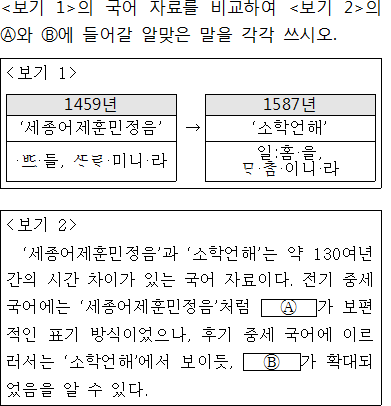 <보기 1>의 국어 자료를 비교하여 <보기 2>의
Ⓐ와 Ⓑ에 들어갈 알맞은 말을 각각 쓰시오.
<보기 1>
1459년 → 1587년
‘세종어제훈민정음’ ‘소학언해’
·ᄠᅳ·들, ᄯᆞᄅᆞ·미니·라
일:홈·을,
ᄆᆞ·ᄎᆞᆷ·이니·라
<보기 2>
‘세종어제훈민정음’과 ‘소학언해’는 약 130여년
간의 시간 차이가 있는 국어 자료이다. 전기 중세
국어에는 ‘세종어제훈민정음’처럼 Ⓐ 가 보편
적인 표기 방식이었으나, 후기 중세 국어에 이르
러서는 ‘소학언해’에서 보이듯, Ⓑ 가 확대되
었음을 알 수 있다.